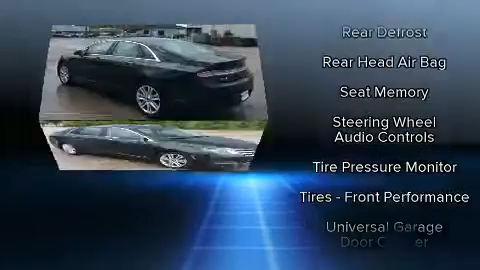 Rear Defrost
Rear Head Air Bag
Seat Memory
Steering Wheel
Audio Controls
Tire Pressure Monitor
Tires - Front Performance
Universal Garage
Door